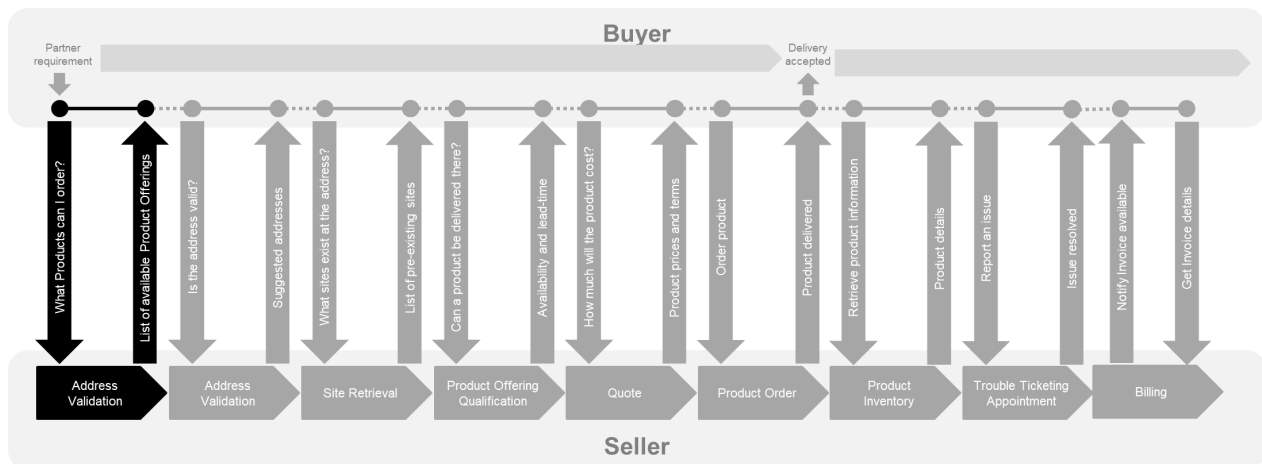 Buyer
Partner
requirement
Delivery
accepted
What Products can I order?
List of available Product Offerings
Is the address valid?
Suggested addresses
What sites exist at the address?
List of pre-existing sites
Can a product be delivered there?
Availability and lead-time
How much will the product cost?
Product prices and terms
Order product
Product delivered
Retrieve product information
Product details
Report an issue
Issue resolved
Notify Invoice available
Get Invoice details
Address
Validation
Address
Validation
Site Retrieval
Product Offering
Qualification
Quote
Product Order
Product
Inventory
Trouble Ticketing
Appointment
Billing
Seller